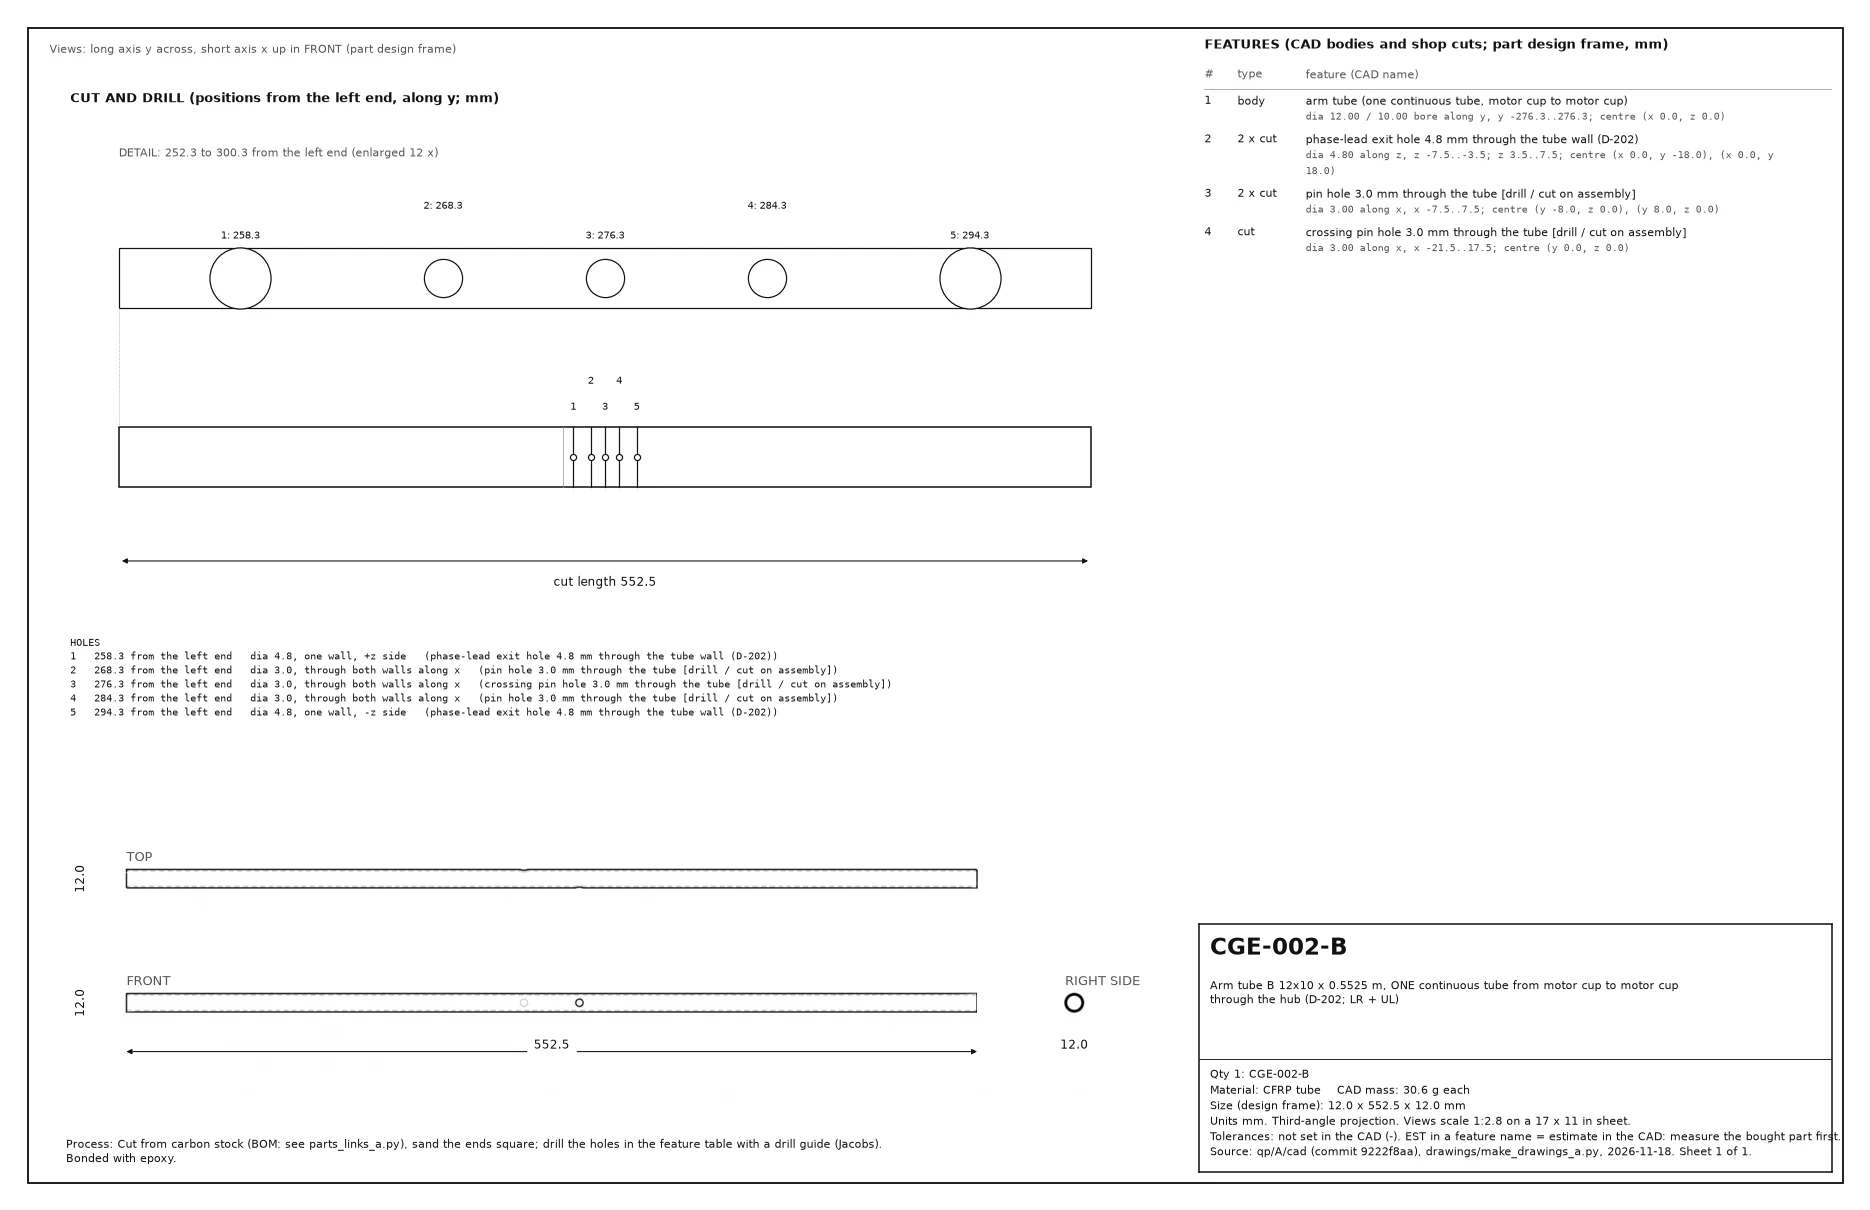 Views: long axis y across, short axis x up in FRONT (part design frame)
CUT AND DRILL (positions from the left end, along y; mm)
DETAIL: 252.3 to 300.3 from the left end (enlarged 12 x)
2: 268.3
4: 284.3
1: 258.3
3: 276.3
5: 294.3
2
4
1
3
5
cut length 552.5
HOLES
1 258.3 from the left end dia 4.8, one wall, +z side (phase-lead exit hole 4.8 mm through the tube wall (D-202))
2 268.3 from the left end dia 3.0, through both walls along x (pin hole 3.0 mm through the tube [drill / cut on assembly])
3 276.3 from the left end dia 3.0, through both walls along x (crossing pin hole 3.0 mm through the tube [drill / cut on assembly])
4 284.3 from the left end dia 3.0, through both walls along x (pin hole 3.0 mm through the tube [drill / cut on assembly])
5 294.3 from the left end dia 4.8, one wall, -z side (phase-lead exit hole 4.8 mm through the tube wall (D-202))
TOP
12.0
FRONT
12.0
552.5
RIGHT SIDE
12.0
Process: Cut from carbon stock (BOM: see parts_links_a.py), sand the ends square; drill the holes in the feature table with a drill guide (Jacobs).
Bonded with epoxy.
FEATURES (CAD bodies and shop cuts; part design frame, mm)
# type feature (CAD name)
1 body arm tube (one continuous tube, motor cup to motor cup)
dia 12.00 / 10.00 bore along y, y -276.3..276.3; centre (x 0.0, z 0.0)
2 2 x cut phase-lead exit hole 4.8 mm through the tube wall (D-202)
dia 4.80 along z, z -7.5..-3.5; z 3.5..7.5; centre (x 0.0, y -18.0), (x 0.0, y
18.0)
3 2 x cut pin hole 3.0 mm through the tube [drill / cut on assembly]
dia 3.00 along x, x -7.5..7.5; centre (y -8.0, z 0.0), (y 8.0, z 0.0)
4 cut crossing pin hole 3.0 mm through the tube [drill / cut on assembly]
dia 3.00 along x, x -21.5..17.5; centre (y 0.0, z 0.0)
CGE-002-B
Arm tube B 12x10 x 0.5525 m, ONE continuous tube from motor cup to motor cup
through the hub (D-202; LR + UL)
Qty 1: CGE-002-B
Material: CFRP tube CAD mass: 30.6 g each
Size (design frame): 12.0 x 552.5 x 12.0 mm
Units mm. Third-angle projection. Views scale 1:2.8 on a 17 x 11 in sheet.
Tolerances: not set in the CAD (-). EST in a feature name = estimate in the CAD: measure the bought part first.
Source: qp/A/cad (commit 9222f8aa), drawings/make_drawings_a.py, 2026-11-18. Sheet 1 of 1.